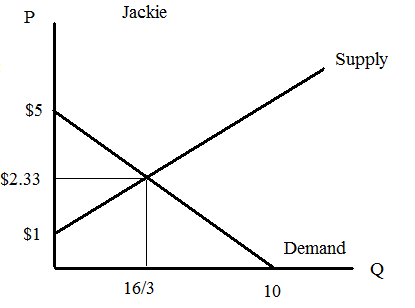 P
Jackie
Supply
$5
$2.33
$1
Demand
Q
16/3
10